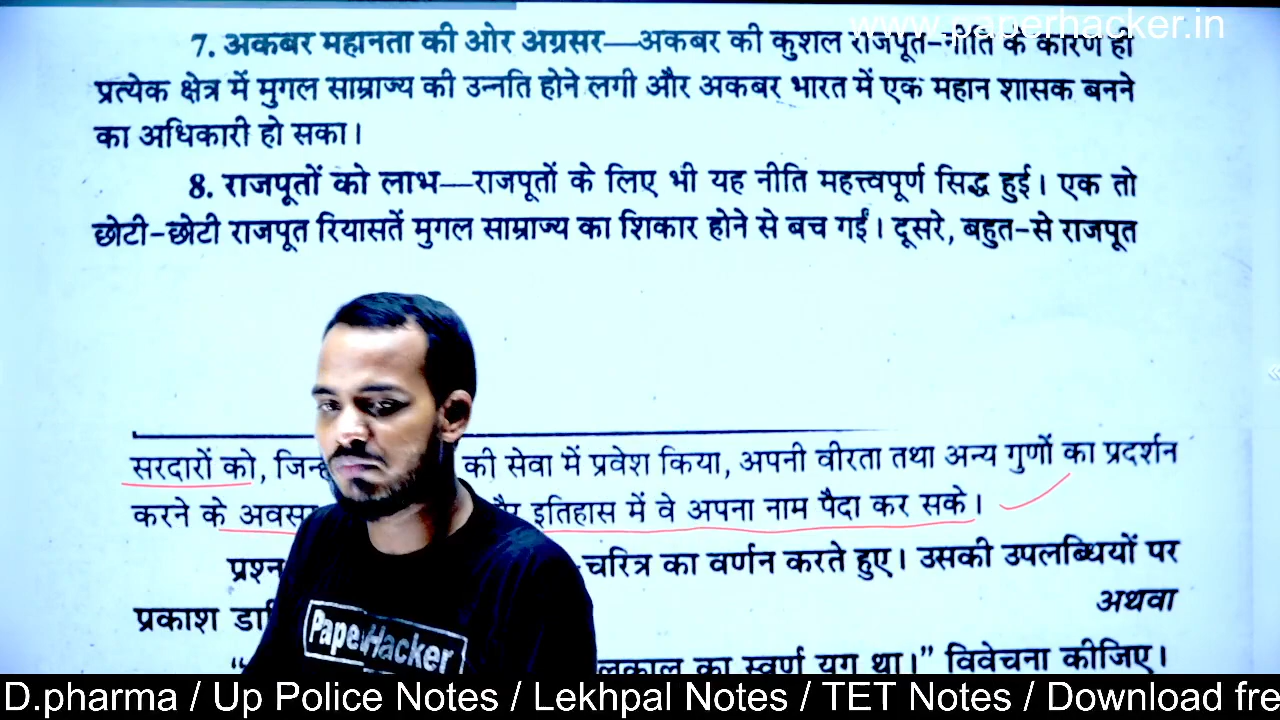 www.paperhacker.in
7. अकबर महानता की ओर अग्रसर—अकबर की कुशल राजपूत-नीति के कारण ही
प्रत्येक क्षेत्र में मुगल साम्राज्य की उन्नति होने लगी और अकबर भारत में एक महान शासक बनने
का अधिकारी हो सका।
8. राजपूतों को लाभ—राजपूतों के लिए भी यह नीति महत्त्वपूर्ण सिद्ध हुई। एक तो
छोटी-छोटी राजपूत रियासतें मुगल साम्राज्य का शिकार होने से बच गईं। दूसरे, बहुत-से राजपूत
सरदारों को, की सेवा में प्रवेश किया, अपनी वीरता तथा अन्य गुणों का प्रदर्शन
करने के इतिहास में वे अपना नाम पैदा कर सके।
चरित्र का वर्णन करते हुए। उसकी उपलब्धियों पर
प्रकाश
अथवा
का स्वर्ण युग था।” विवेचना कीजिए।
PaperHacker
D.pharma / Up Police Notes / Lekhpal Notes / TET Notes / Download fre